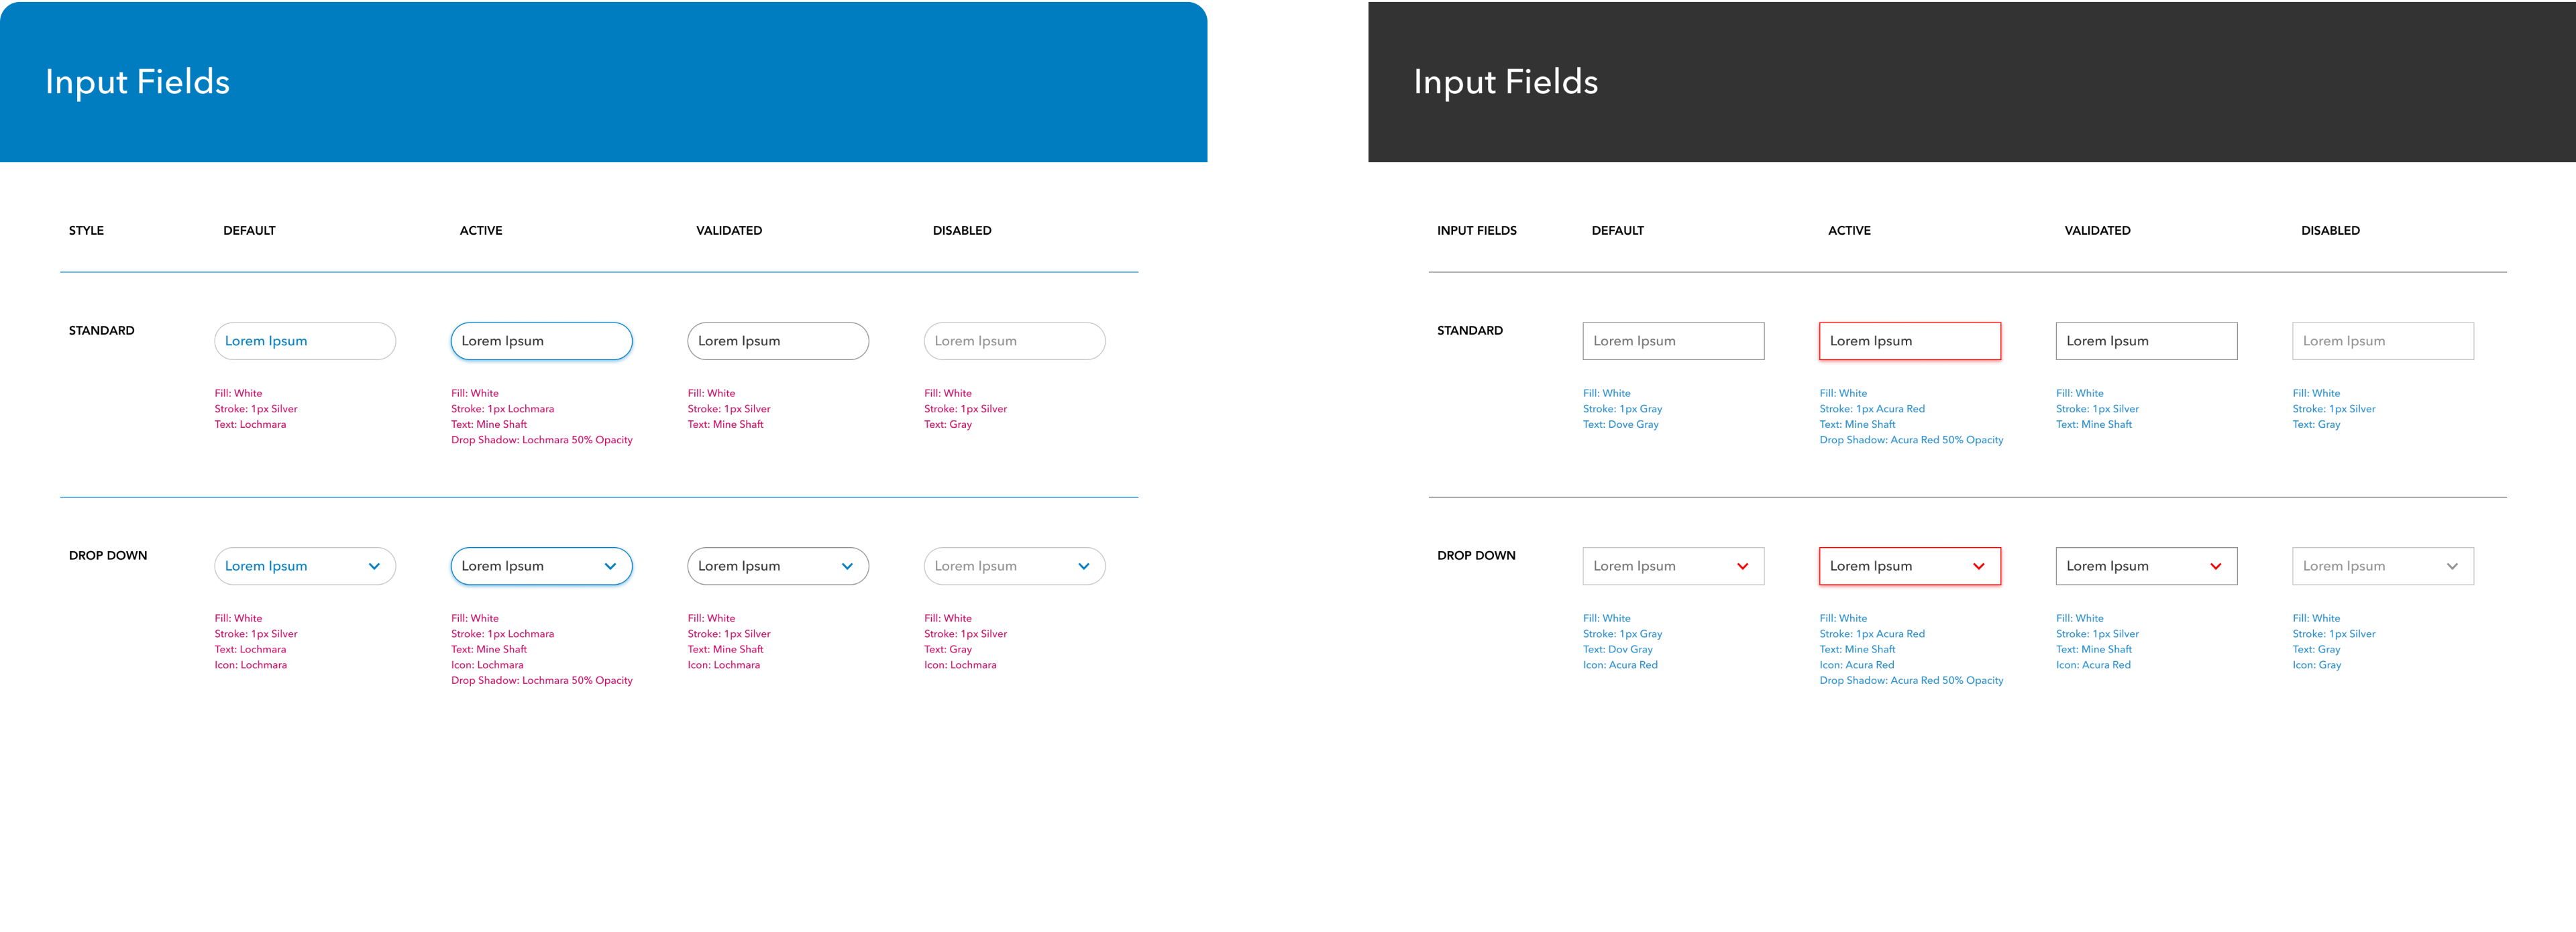 Input Fields
STYLE DEFAULT ACTIVE VALIDATED DISABLED
STANDARD
Lorem Ipsum Lorem Ipsum Lorem Ipsum Lorem Ipsum
Fill: White
Stroke: 1px Silver
Text: Lochmara
Fill: White
Stroke: 1px Lochmara
Text: Mine Shaft
Drop Shadow: Lochmara 50% Opacity
Fill: White
Stroke: 1px Silver
Text: Mine Shaft
Fill: White
Stroke: 1px Silver
Text: Gray
DROP DOWN
Lorem Ipsum Lorem Ipsum Lorem Ipsum Lorem Ipsum
Fill: White
Stroke: 1px Silver
Text: Lochmara
Icon: Lochmara
Fill: White
Stroke: 1px Lochmara
Text: Mine Shaft
Icon: Lochmara
Drop Shadow: Lochmara 50% Opacity
Fill: White
Stroke: 1px Silver
Text: Mine Shaft
Icon: Lochmara
Fill: White
Stroke: 1px Silver
Text: Gray
Icon: Lochmara
Input Fields
INPUT FIELDS DEFAULT ACTIVE VALIDATED DISABLED
STANDARD
Lorem Ipsum Lorem Ipsum Lorem Ipsum Lorem Ipsum
Fill: White
Stroke: 1px Gray
Text: Dove Gray
Fill: White
Stroke: 1px Acura Red
Text: Mine Shaft
Drop Shadow: Acura Red 50% Opacity
Fill: White
Stroke: 1px Silver
Text: Mine Shaft
Fill: White
Stroke: 1px Silver
Text: Gray
DROP DOWN
Lorem Ipsum Lorem Ipsum Lorem Ipsum Lorem Ipsum
Fill: White
Stroke: 1px Gray
Text: Dov Gray
Icon: Acura Red
Fill: White
Stroke: 1px Acura Red
Text: Mine Shaft
Icon: Acura Red
Drop Shadow: Acura Red 50% Opacity
Fill: White
Stroke: 1px Silver
Text: Mine Shaft
Icon: Acura Red
Fill: White
Stroke: 1px Silver
Text: Gray
Icon: Gray